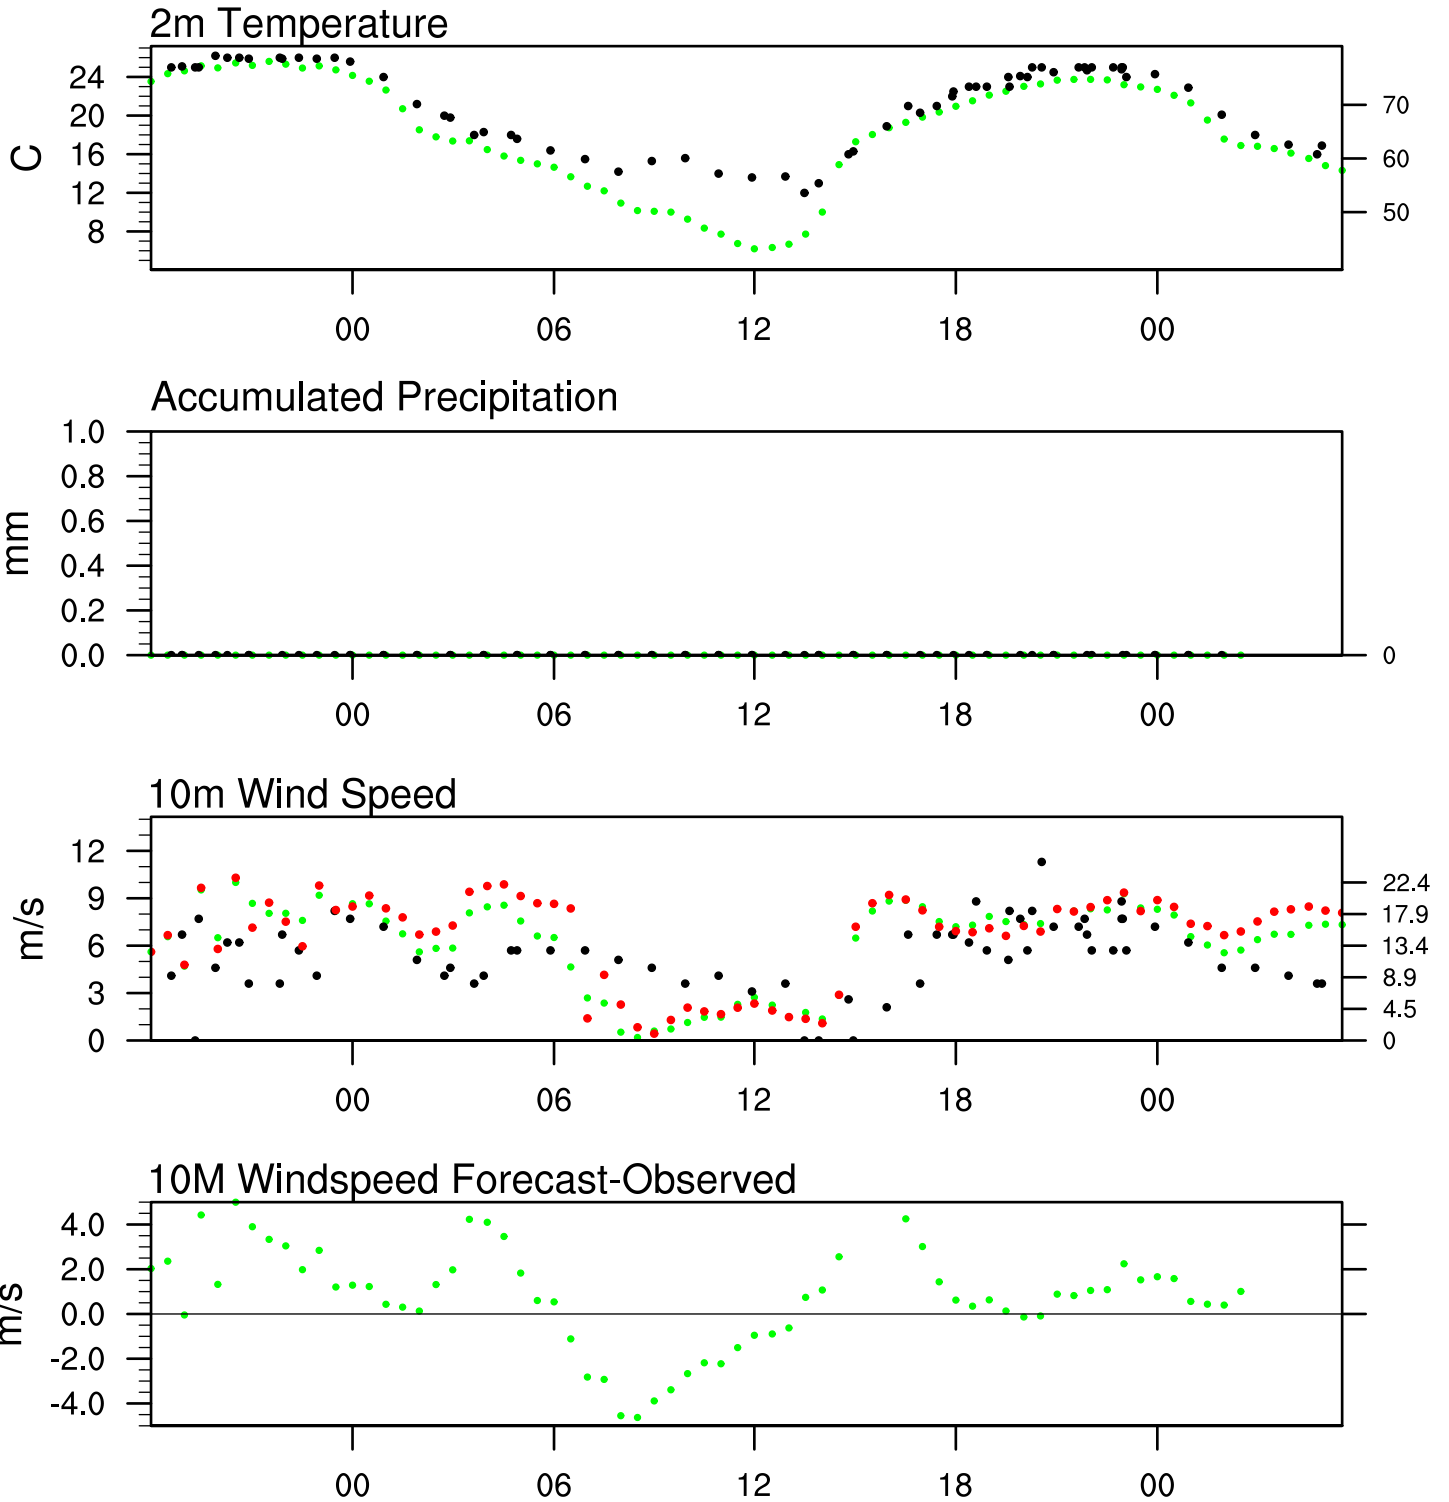 2m Temperature
C
24
20
16
12
8
70
60
50
00 06 12 18 00
Accumulated Precipitation
mm
1.0
0.8
0.6
0.4
0.2
0.0
0
00 06 12 18 00
10m Wind Speed
m/s
12
9
6
3
0
22.4
17.9
13.4
8.9
4.5
0
00 06 12 18 00
10M Windspeed Forecast-Observed
m/s
4.0
2.0
0.0
-2.0
-4.0
00 06 12 18 00